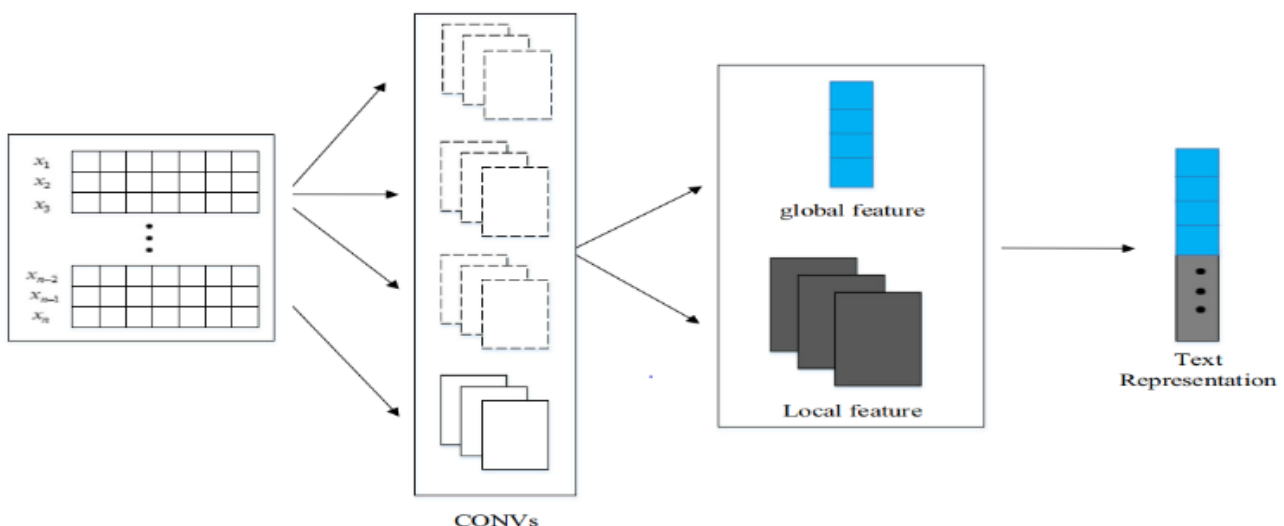 x₁
x₂
x₃
xₙ₋₂
xₙ₋₁
xₙ
CONVs
global feature
Local feature
Text
Representation